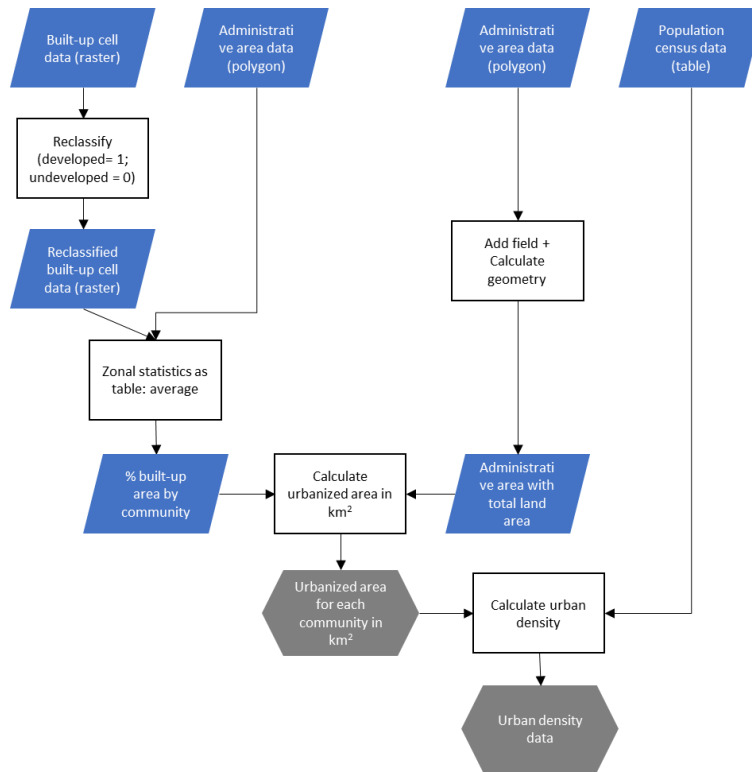 Built-up cell
data (raster)
Administrati
ve area data
(polygon)
Administrati
ve area data
(polygon)
Population
census data
(table)
Reclassify
(developed= 1;
undeveloped = 0)
Reclassified
built-up cell
data (raster)
Add field +
Calculate
geometry
Zonal statistics as
table: average
% built-up
area by
community
Calculate
urbanized area in
km²
Administrati
ve area with
total land
area
Urbanized area
for each
community in
km²
Calculate urban
density
Urban density
data